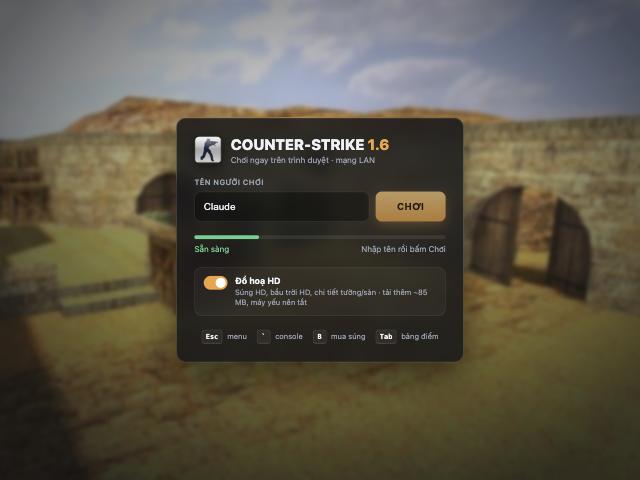 COUNTER-STRIKE 1.6
Chơi ngay trên trình duyệt · mạng LAN
TÊN NGƯỜI CHƠI
Claude
CHƠI
Sẵn sàng
Nhập tên rồi bấm Chơi
Đồ hoạ HD
Súng HD, bầu trời HD, chi tiết tường/sàn · tải thêm ~85
MB, máy yếu nên tắt
Esc menu ` console B mua súng Tab bảng điểm